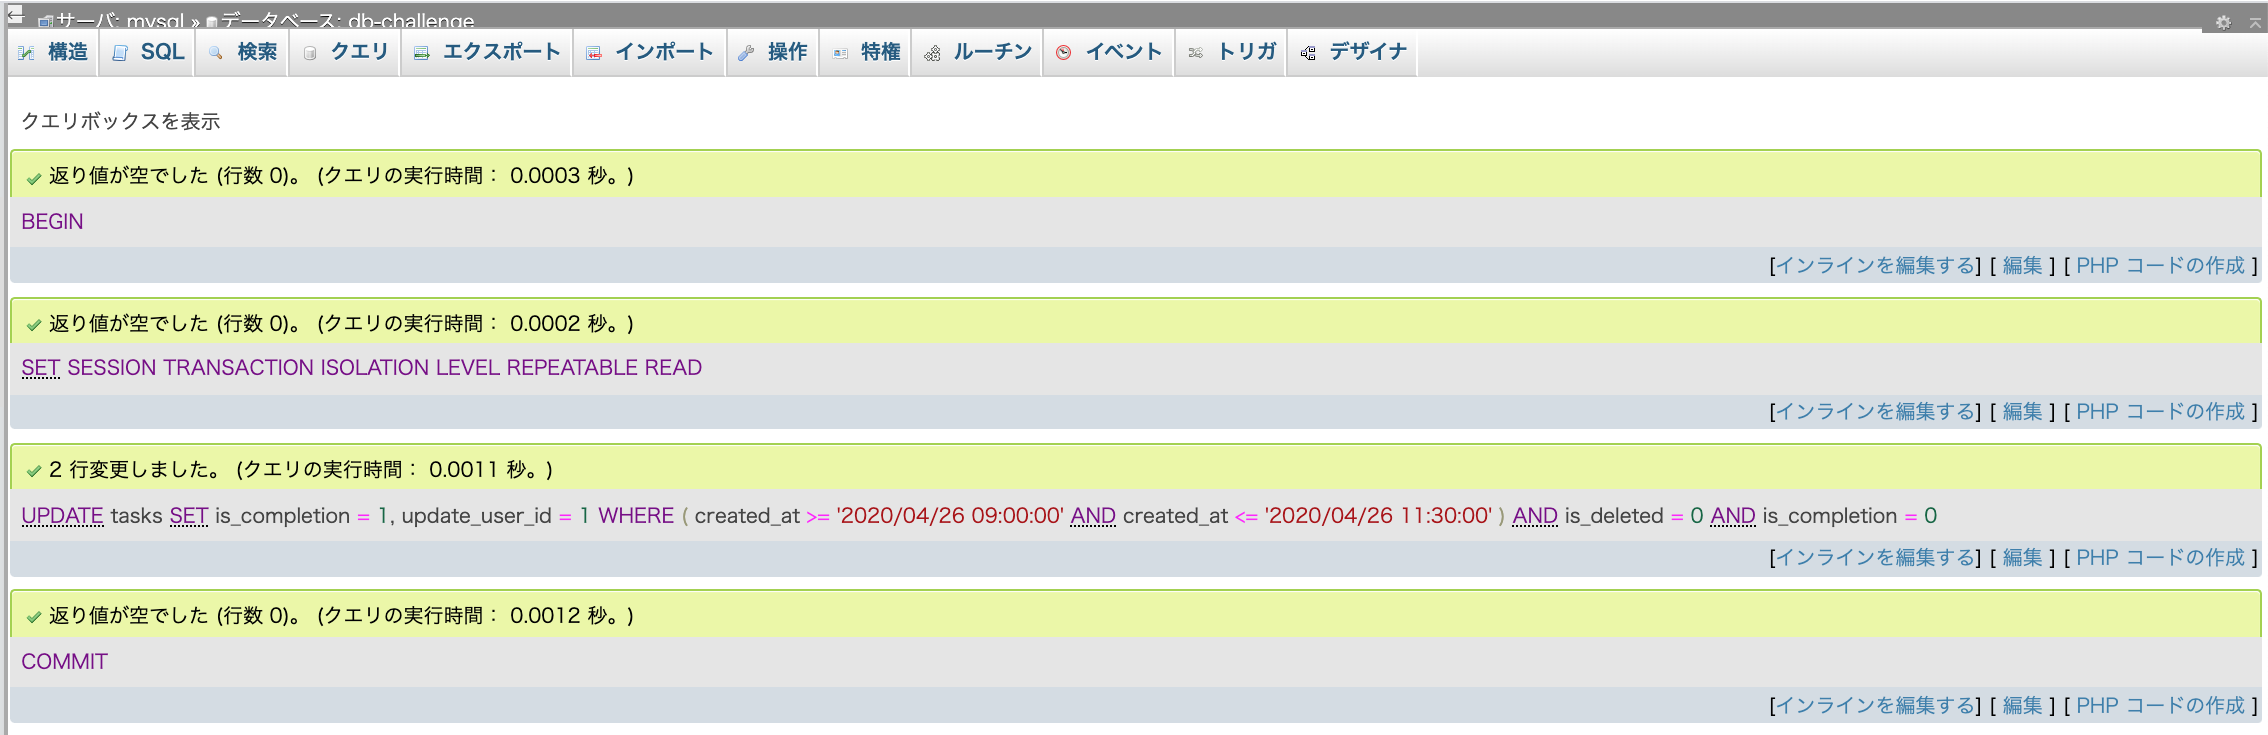 サーバ: mysql » データベース: db-challenge
構造 SQL 検索 クエリ エクスポート インポート 操作 特権 ルーチン イベント トリガ デザイナ
クエリボックスを表示
返り値が空でした (行数 0)。 (クエリの実行時間： 0.0003 秒。)
BEGIN
[インラインを編集する] [ 編集 ] [ PHP コードの作成 ]
返り値が空でした (行数 0)。 (クエリの実行時間： 0.0002 秒。)
SET SESSION TRANSACTION ISOLATION LEVEL REPEATABLE READ
[インラインを編集する] [ 編集 ] [ PHP コードの作成 ]
2 行変更しました。 (クエリの実行時間： 0.0011 秒。)
UPDATE tasks SET is_completion = 1, update_user_id = 1 WHERE ( created_at >= '2020/04/26 09:00:00' AND created_at <= '2020/04/26 11:30:00' ) AND is_deleted = 0 AND is_completion = 0
[インラインを編集する] [ 編集 ] [ PHP コードの作成 ]
返り値が空でした (行数 0)。 (クエリの実行時間： 0.0012 秒。)
COMMIT
[インラインを編集する] [ 編集 ] [ PHP コードの作成 ]